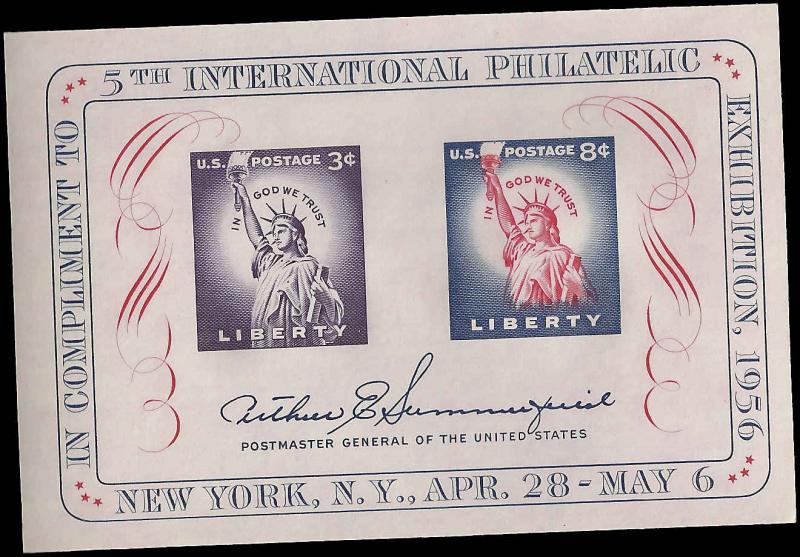 IN COMPLIMENT TO
5TH INTERNATIONAL PHILATELIC
EXHIBITION, 1956
U.S. POSTAGE 3¢
IN GOD WE TRUST
LIBERTY
U.S. POSTAGE 8¢
IN GOD WE TRUST
LIBERTY
Arthur E Summerfield
POSTMASTER GENERAL OF THE UNITED STATES
NEW YORK, N.Y., APR. 28 - MAY 6